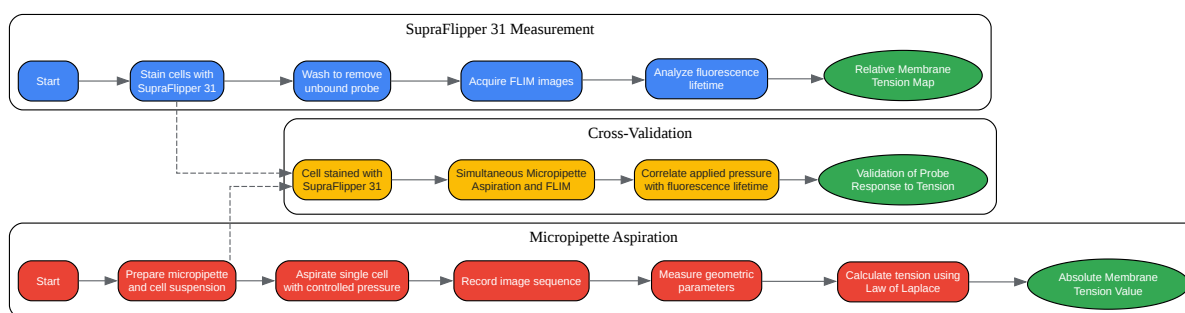 SupraFlipper 31 Measurement
Start
Stain cells with
SupraFlipper 31
Wash to remove
unbound probe
Acquire FLIM images
Analyze fluorescence
lifetime
Relative Membrane
Tension Map
Cross-Validation
Cell stained with
SupraFlipper 31
Simultaneous Micropipette
Aspiration and FLIM
Correlate applied pressure
with fluorescence lifetime
Validation of Probe
Response to Tension
Micropipette Aspiration
Start
Prepare micropipette
and cell suspension
Aspirate single cell
with controlled pressure
Record image sequence
Measure geometric
parameters
Calculate tension using
Law of Laplace
Absolute Membrane
Tension Value